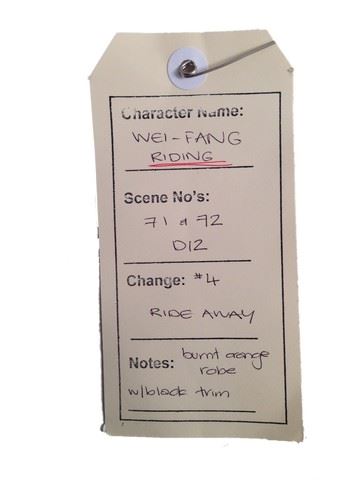 Character Name:
WEI-FANG
RIDING
Scene No's:
71 & 72
D12
Change: #4
RIDE AWAY
Notes: burnt orange
robe
w/black trim